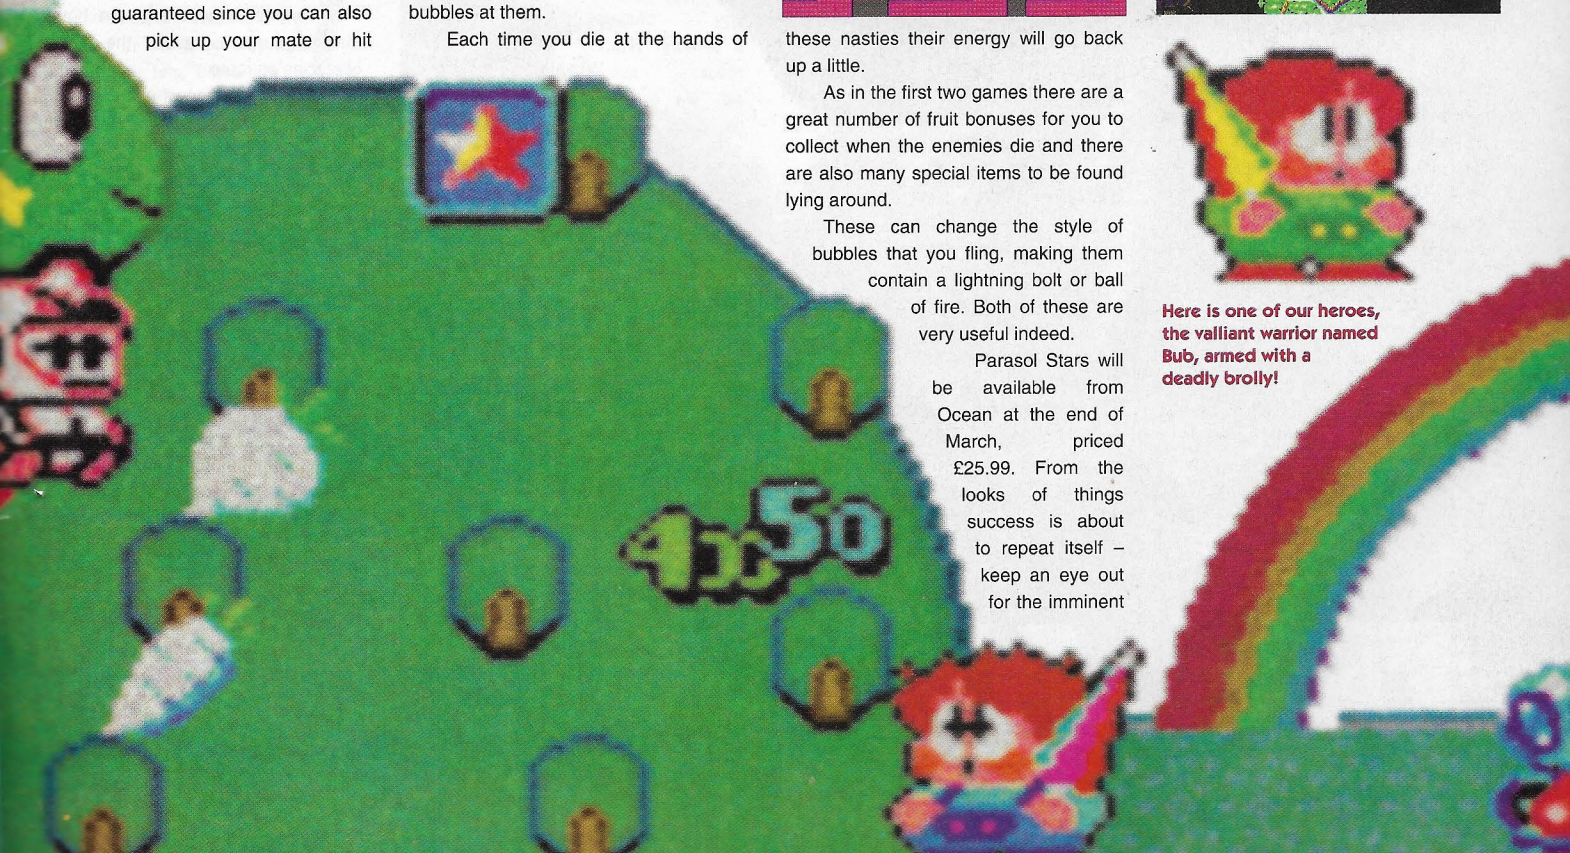 guaranteed since you can also
pick up your mate or hit
bubbles at them.
Each time you die at the hands of
these nasties their energy will go back
up a little.
As in the first two games there are a
great number of fruit bonuses for you to
collect when the enemies die and there
are also many special items to be found
lying around.
These can change the style of
bubbles that you fling, making them
contain a lightning bolt or ball
of fire. Both of these are
very useful indeed.
Parasol Stars will
be available from
Ocean at the end of
March, priced
£25.99. From the
looks of things
success is about
to repeat itself –
keep an eye out
for the imminent
Here is one of our heroes,
the valliant warrior named
Bub, armed with a
deadly brolly!
50